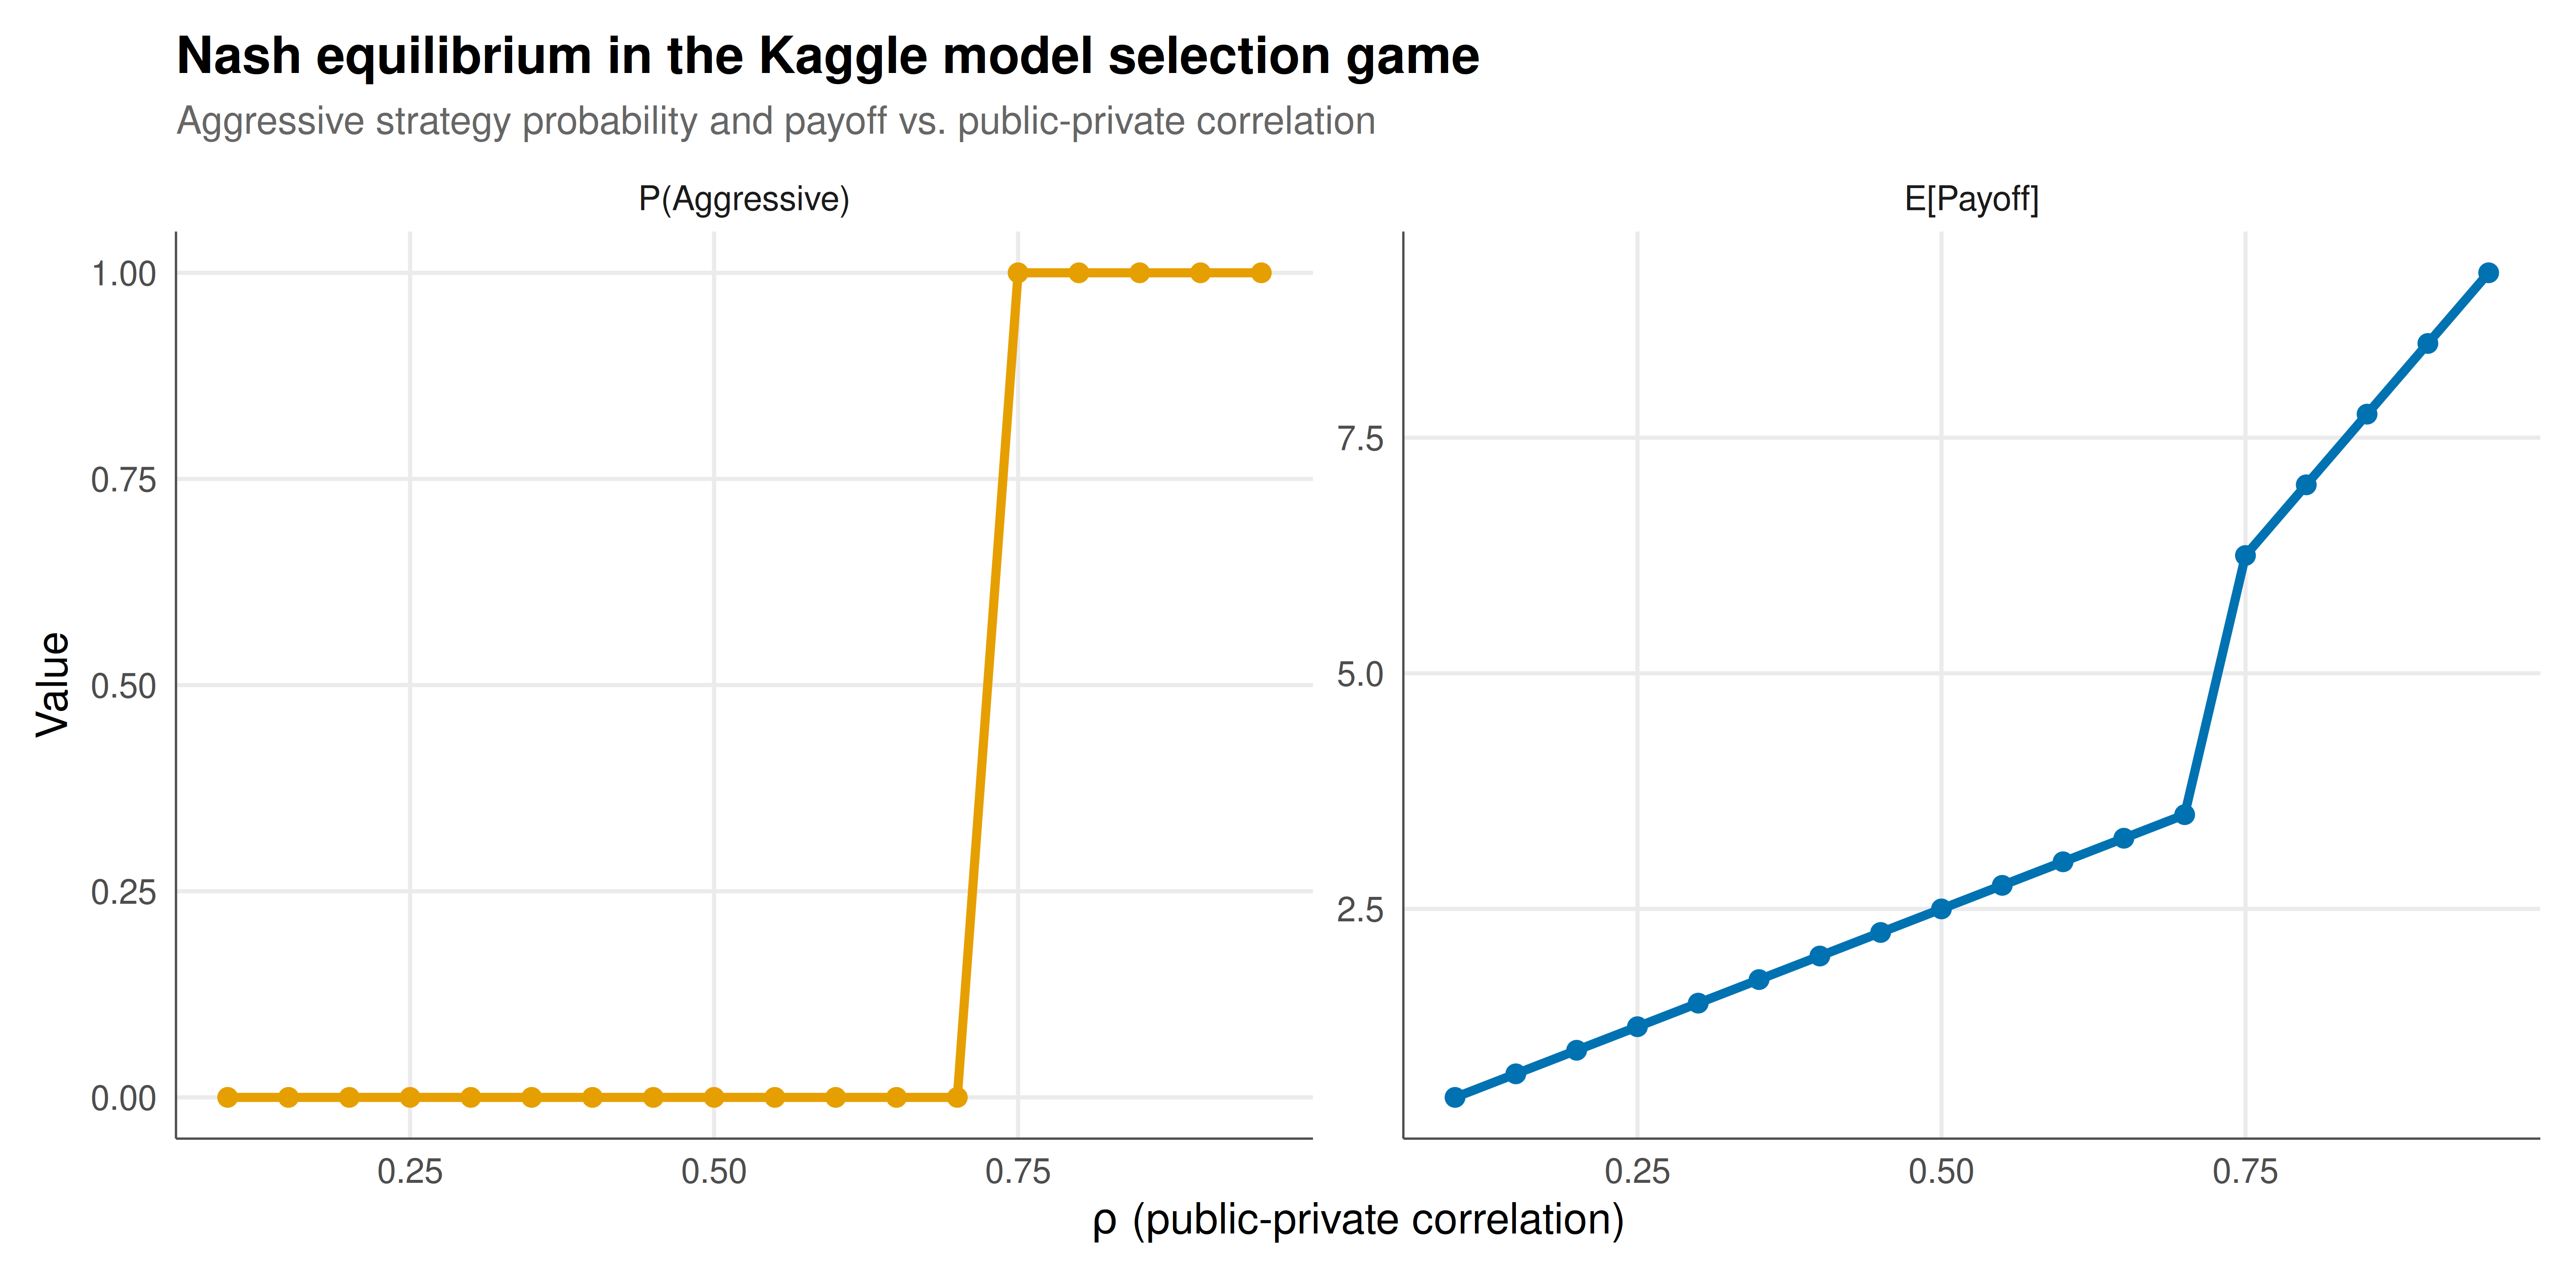 Nash equilibrium in the Kaggle model selection game
Aggressive strategy probability and payoff vs. public-private correlation
P(Aggressive)
E[Payoff]
Value
1.00
0.75
0.50
0.25
0.00
7.5
5.0
2.5
0.25 0.50 0.75
0.25 0.50 0.75
ρ (public-private correlation)